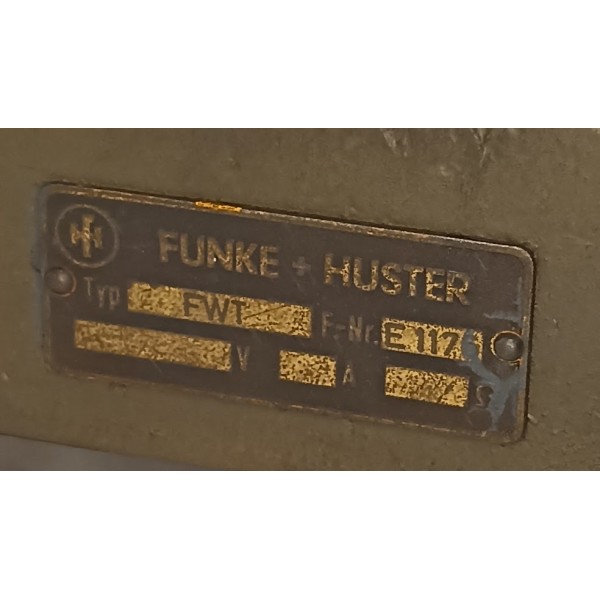 FUNKE + HUSTER
Typ FWT F-Nr. E 117
V A Ω